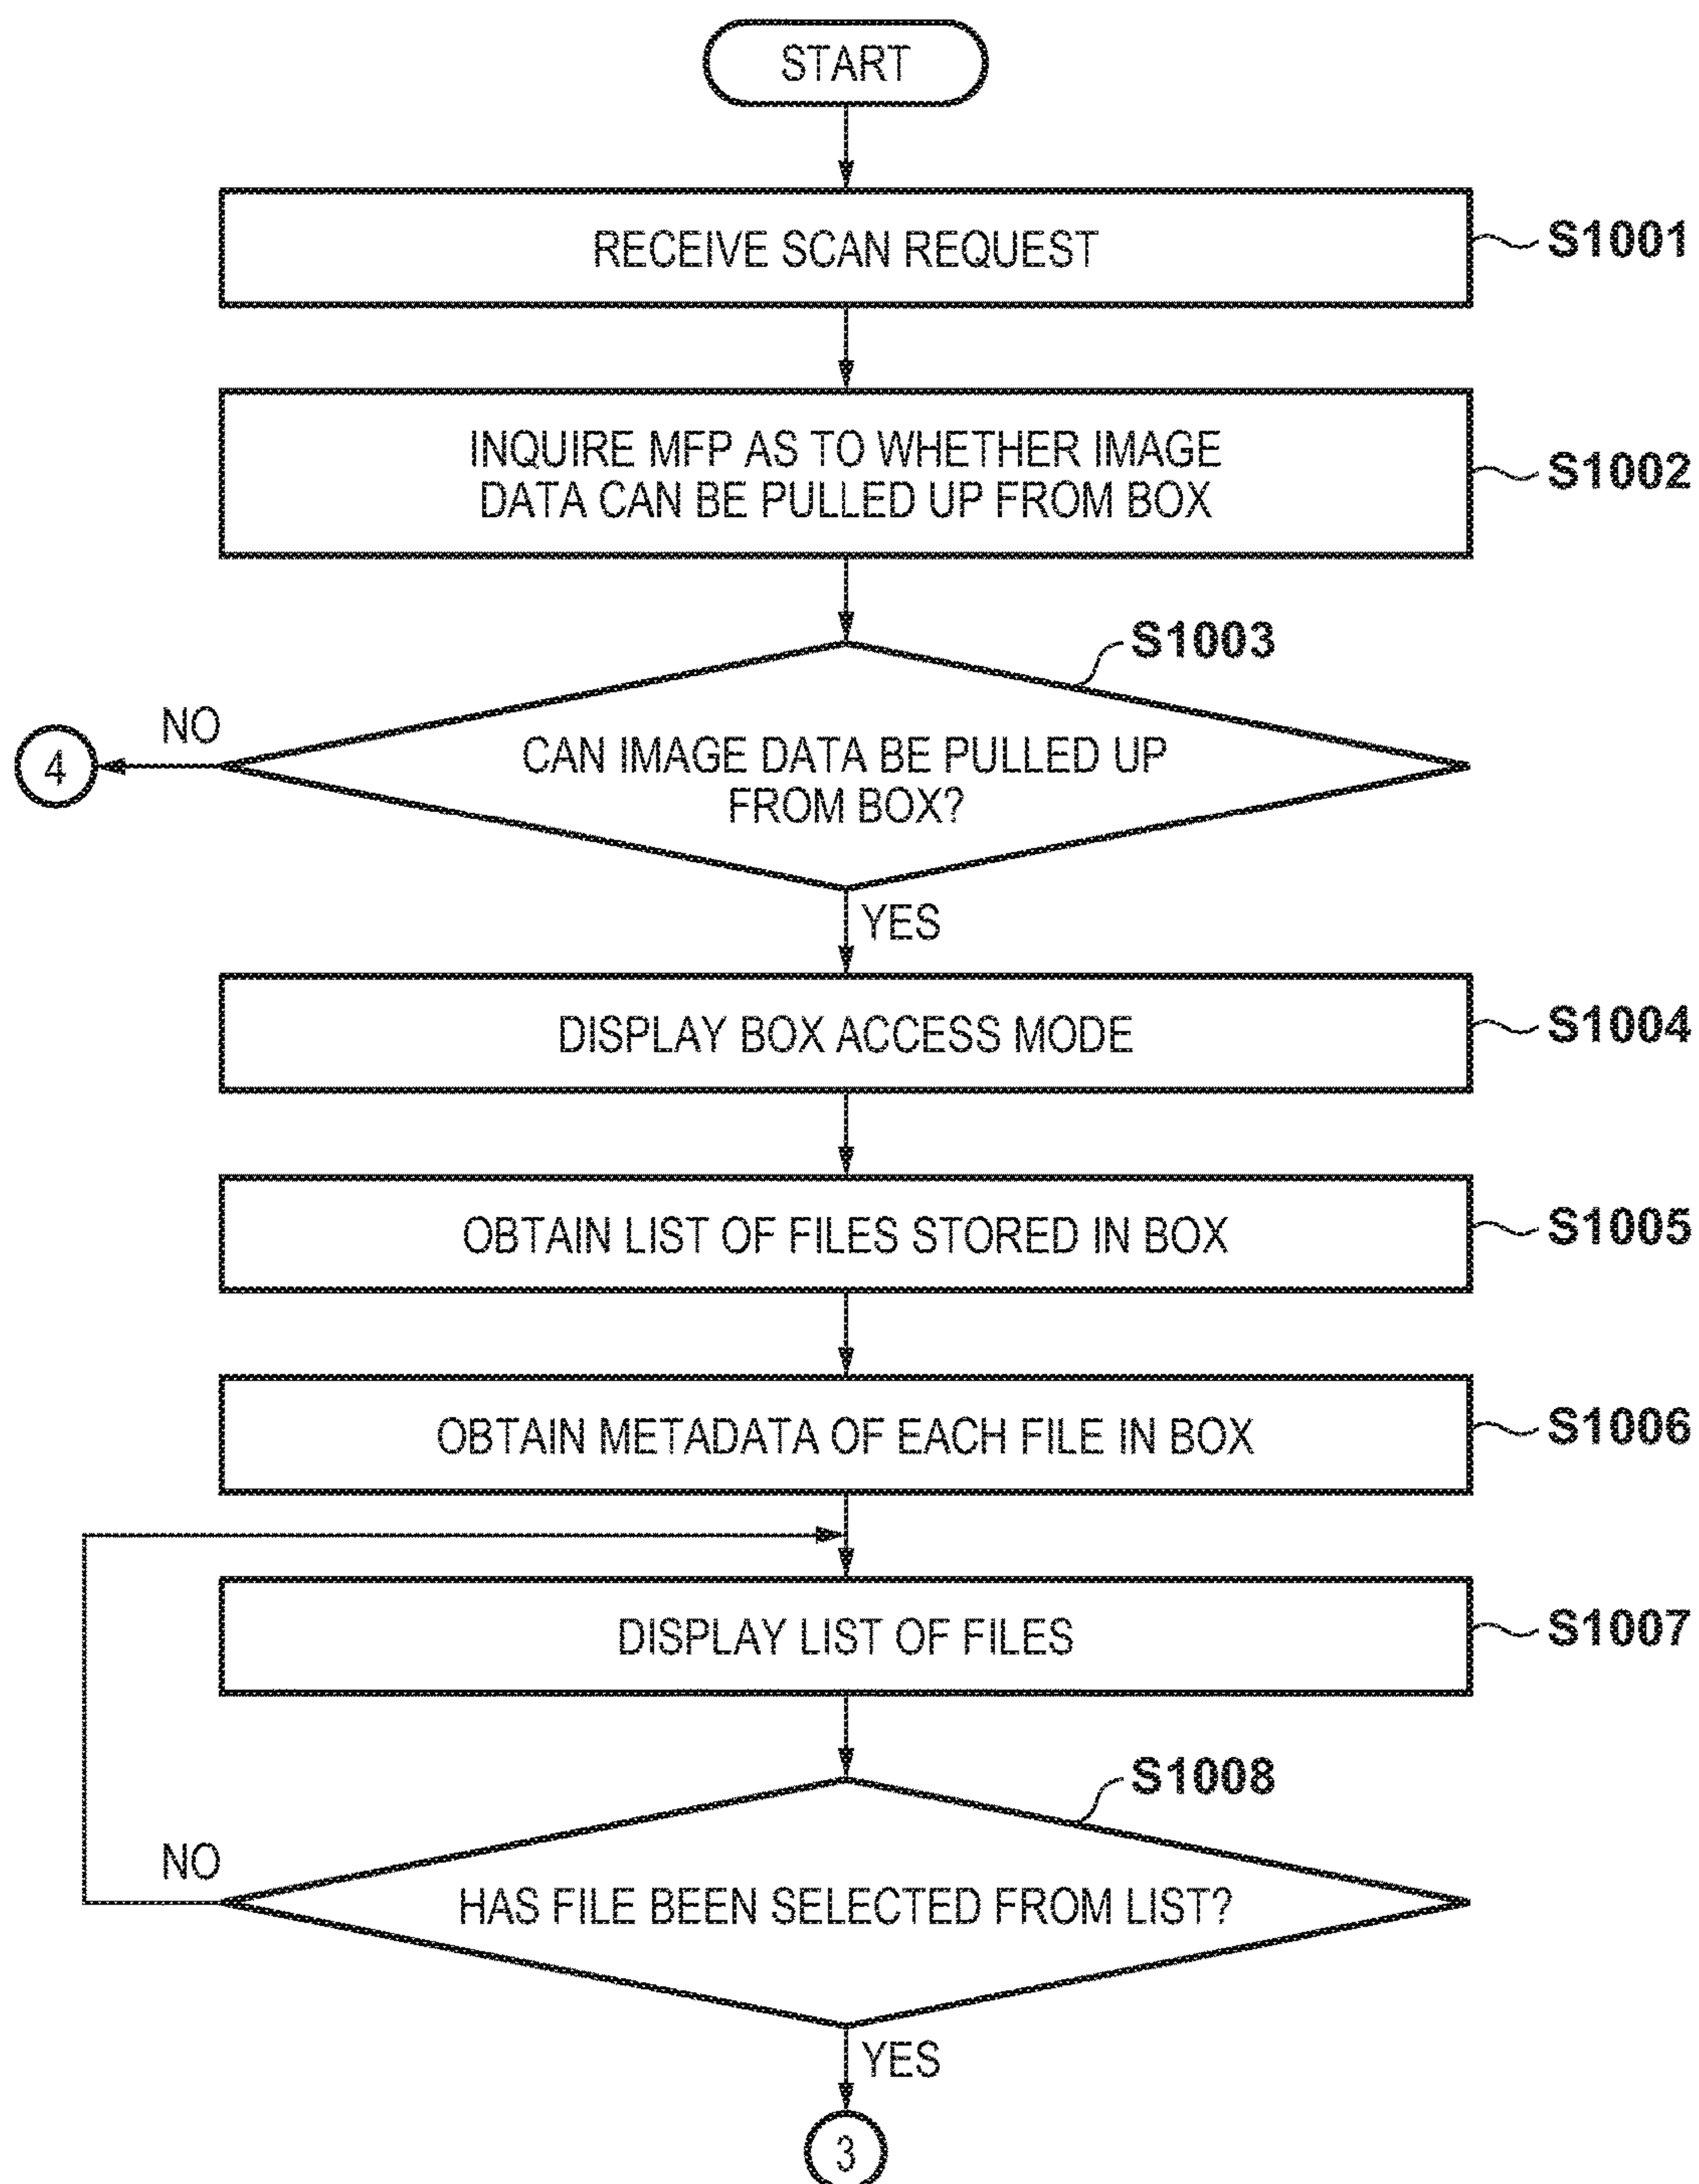 START
RECEIVE SCAN REQUEST
S1001
INQUIRE MFP AS TO WHETHER IMAGE
DATA CAN BE PULLED UP FROM BOX
S1002
S1003
NO
4
CAN IMAGE DATA BE PULLED UP
FROM BOX?
YES
DISPLAY BOX ACCESS MODE
S1004
OBTAIN LIST OF FILES STORED IN BOX
S1005
OBTAIN METADATA OF EACH FILE IN BOX
S1006
DISPLAY LIST OF FILES
S1007
S1008
NO
HAS FILE BEEN SELECTED FROM LIST?
YES
3